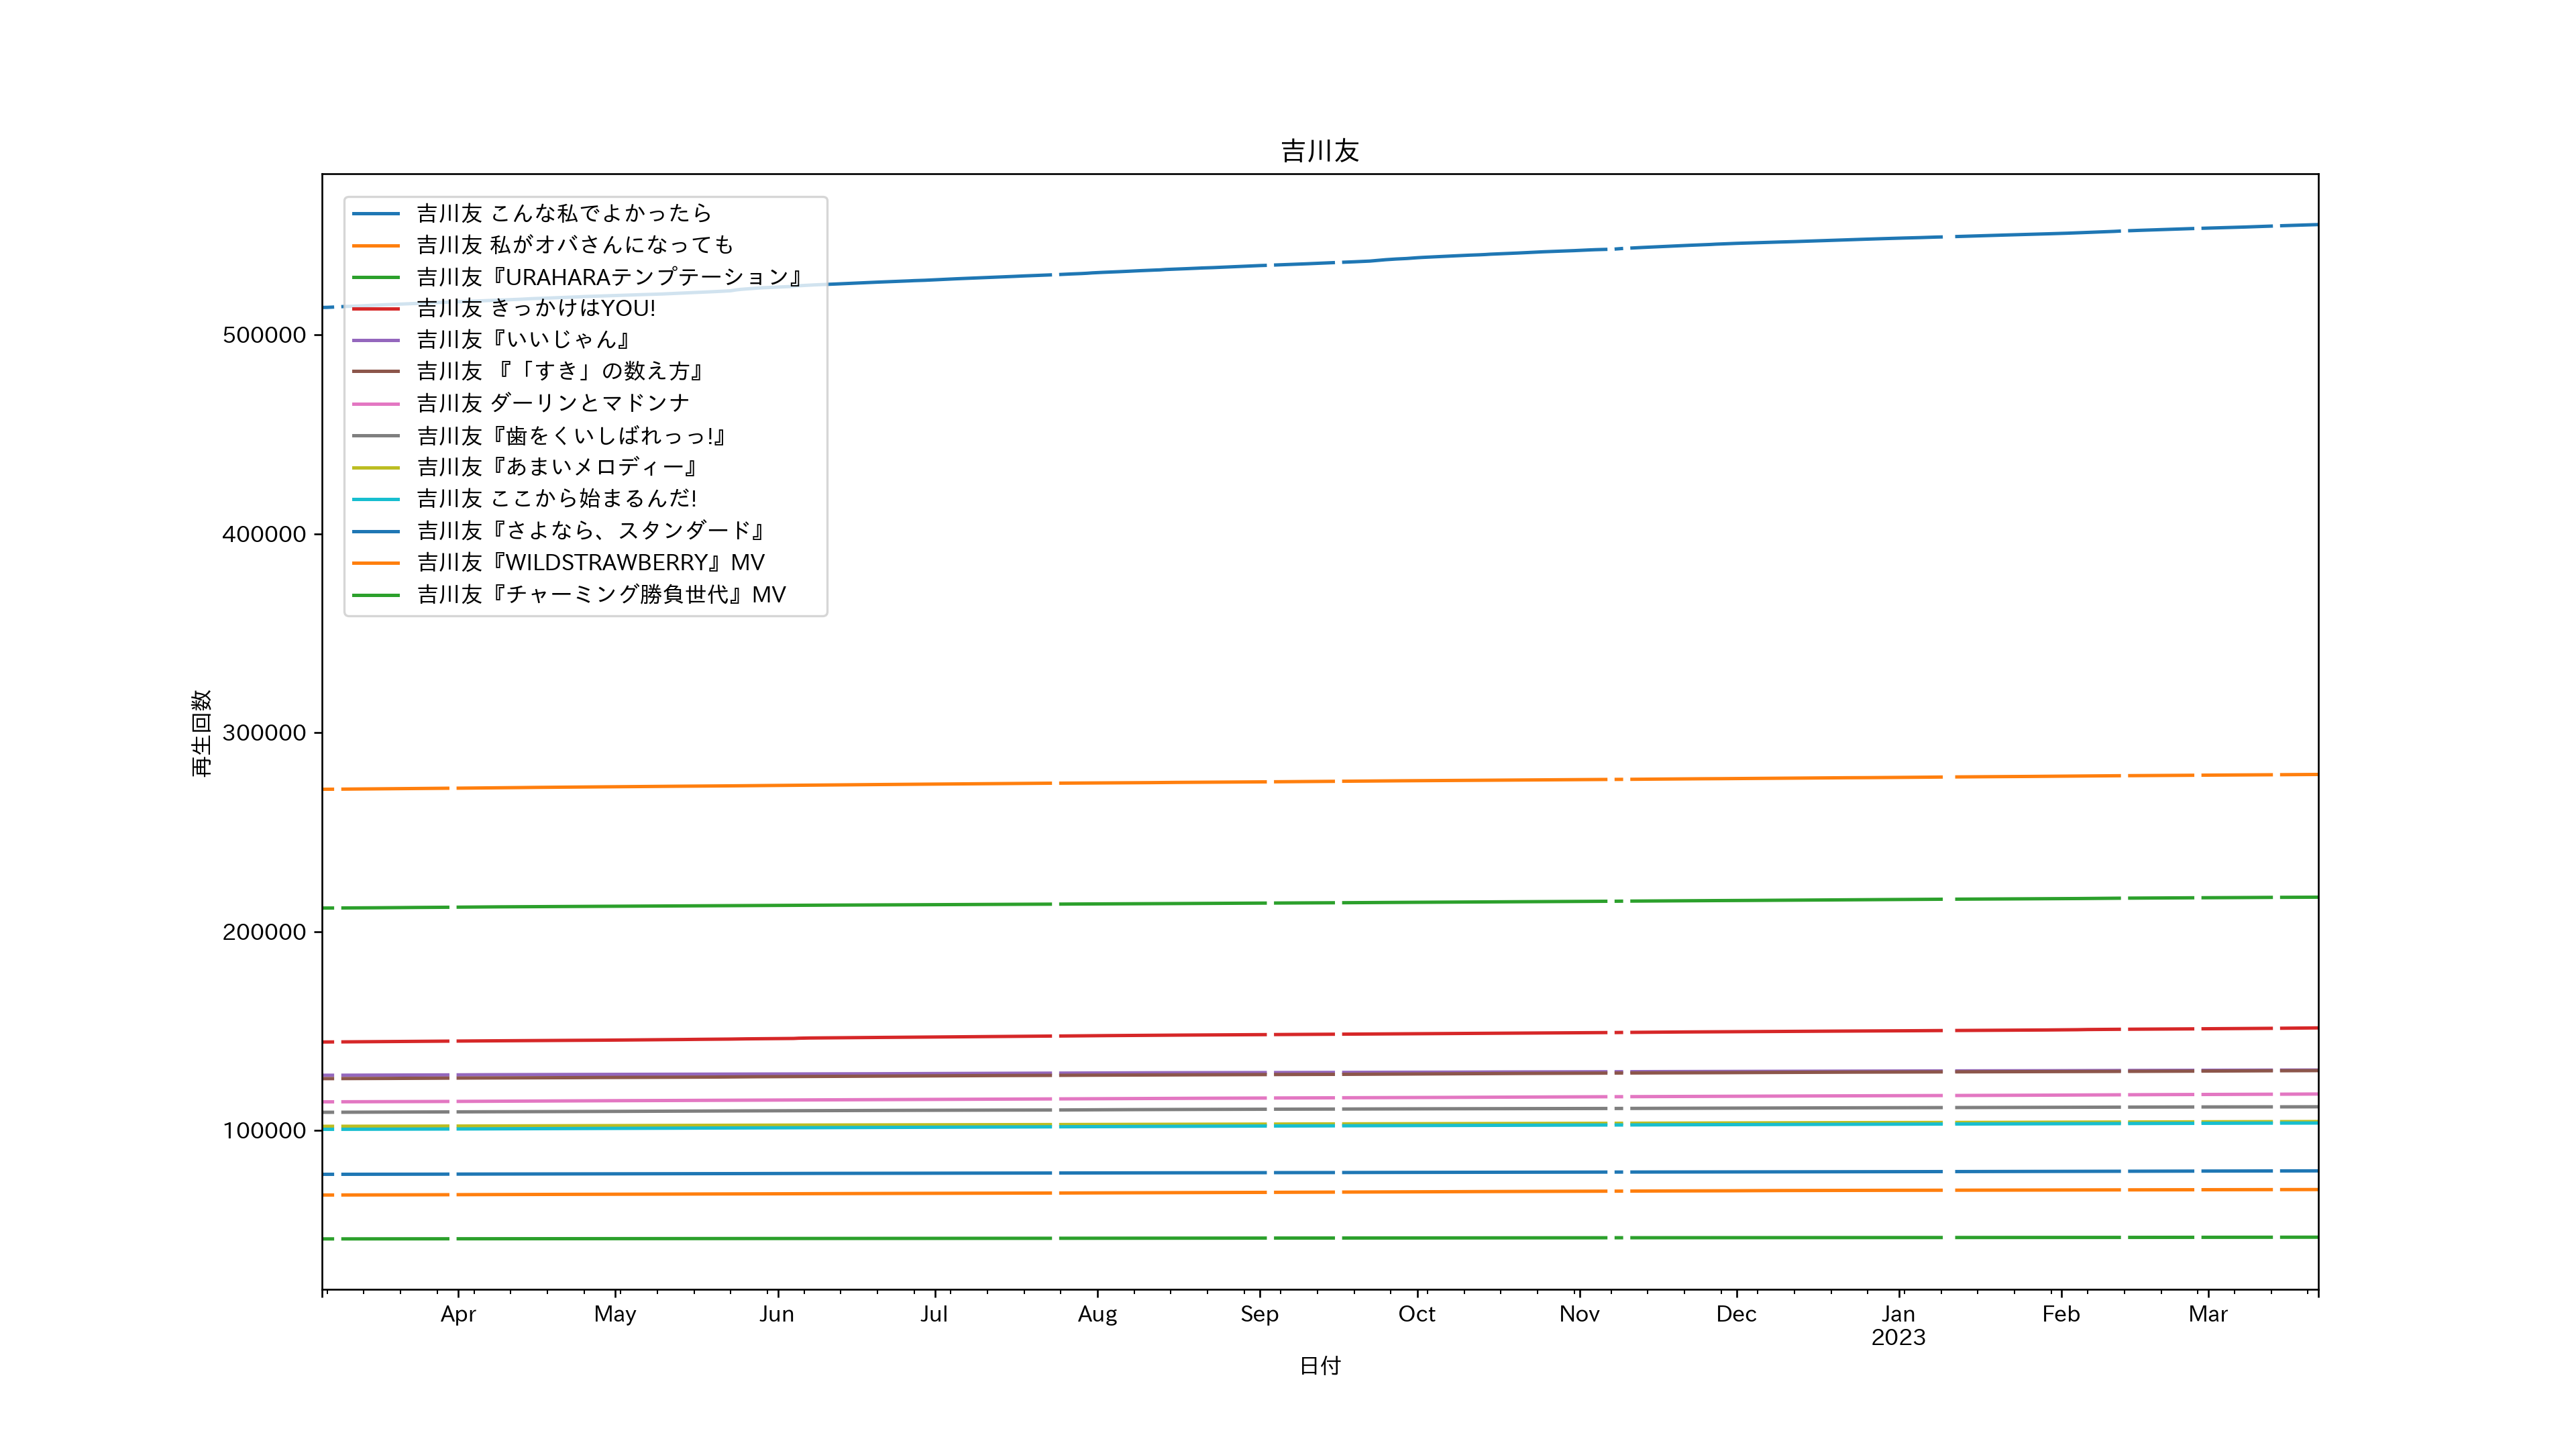 吉川友
吉川友 こんな私でよかったら
吉川友 私がオバさんになっても
吉川友『URAHARAテンプテーション』
吉川友 きっかけはYOU!
吉川友『いいじゃん』
吉川友 『「すき」の数え方』
吉川友 ダーリンとマドンナ
吉川友『歯をくいしばれっっ!』
吉川友『あまいメロディー』
吉川友 ここから始まるんだ!
吉川友『さよなら、スタンダード』
吉川友『WILDSTRAWBERRY』MV
吉川友『チャーミング勝負世代』MV
500000
400000
300000
200000
100000
再生回数
Apr May Jun Jul Aug Sep Oct Nov Dec Jan Feb Mar
2023
日付